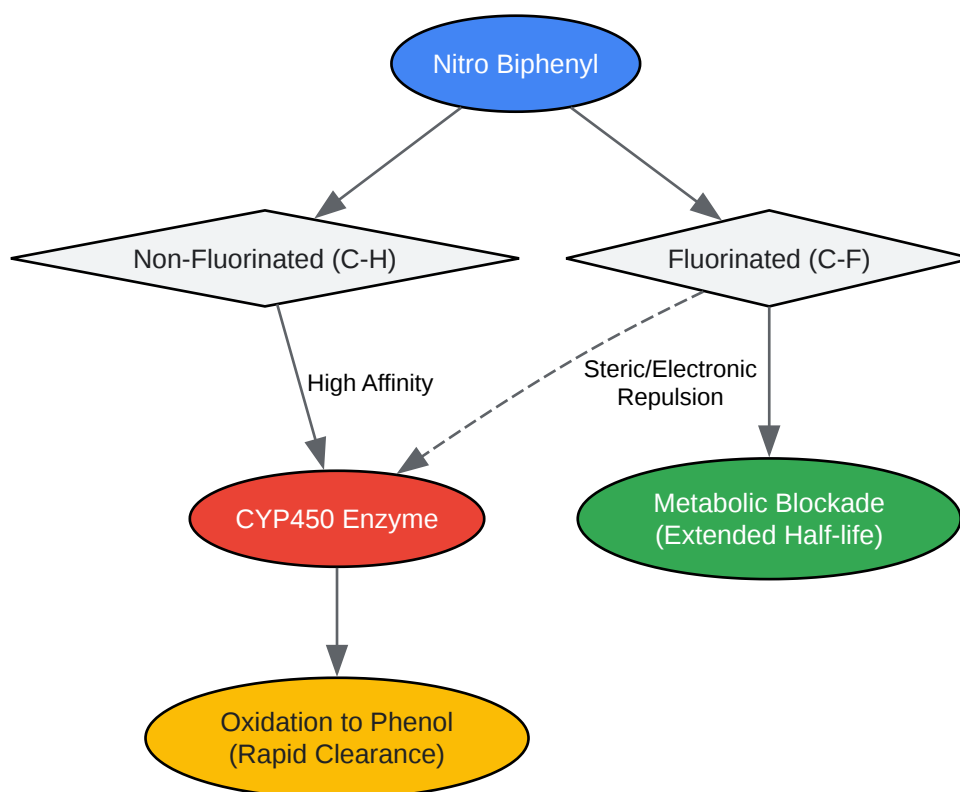 Nitro Biphenyl
Non-Fluorinated (C-H)
Fluorinated (C-F)
High Affinity
Steric/Electronic
Repulsion
CYP450 Enzyme
Metabolic Blockade
(Extended Half-life)
Oxidation to Phenol
(Rapid Clearance)